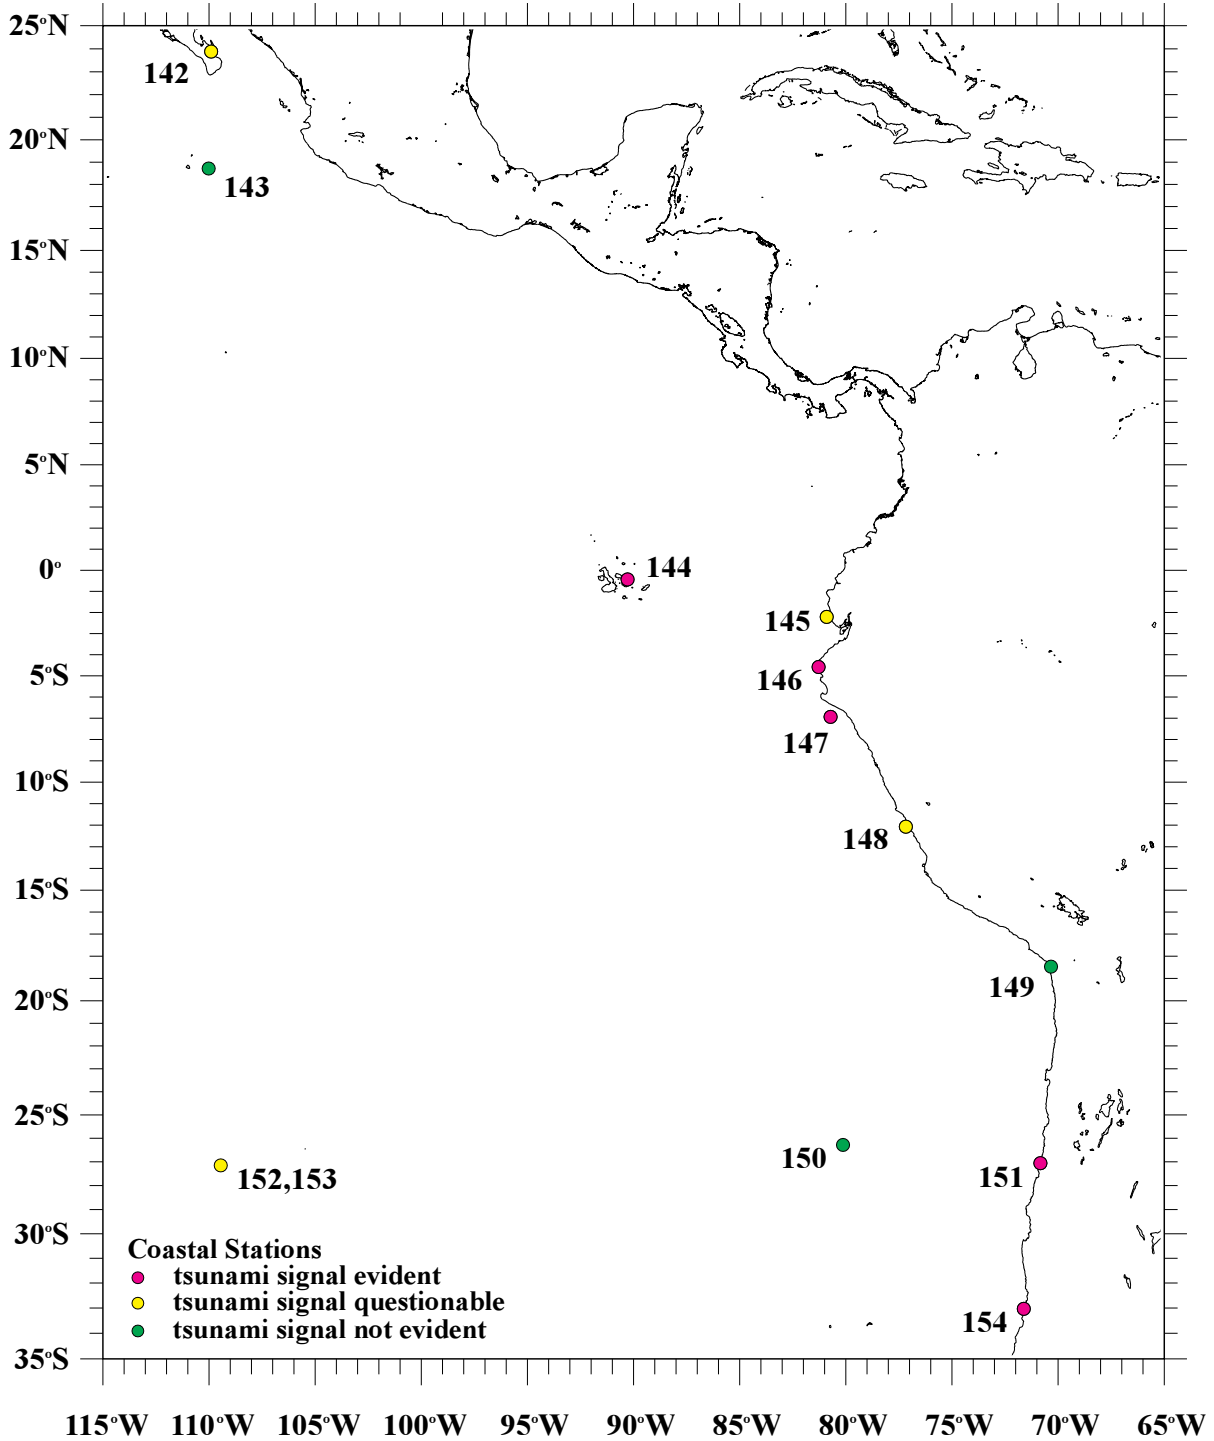 25°N
142
20°N
143
15°N
10°N
5°N
144
0°
145
146
5°S
147
10°S
148
15°S
149
20°S
25°S
150
151
152,153
30°S
Coastal Stations
tsunami signal evident
tsunami signal questionable
tsunami signal not evident
154
35°S
115°W 110°W 105°W 100°W 95°W 90°W 85°W 80°W 75°W 70°W 65°W